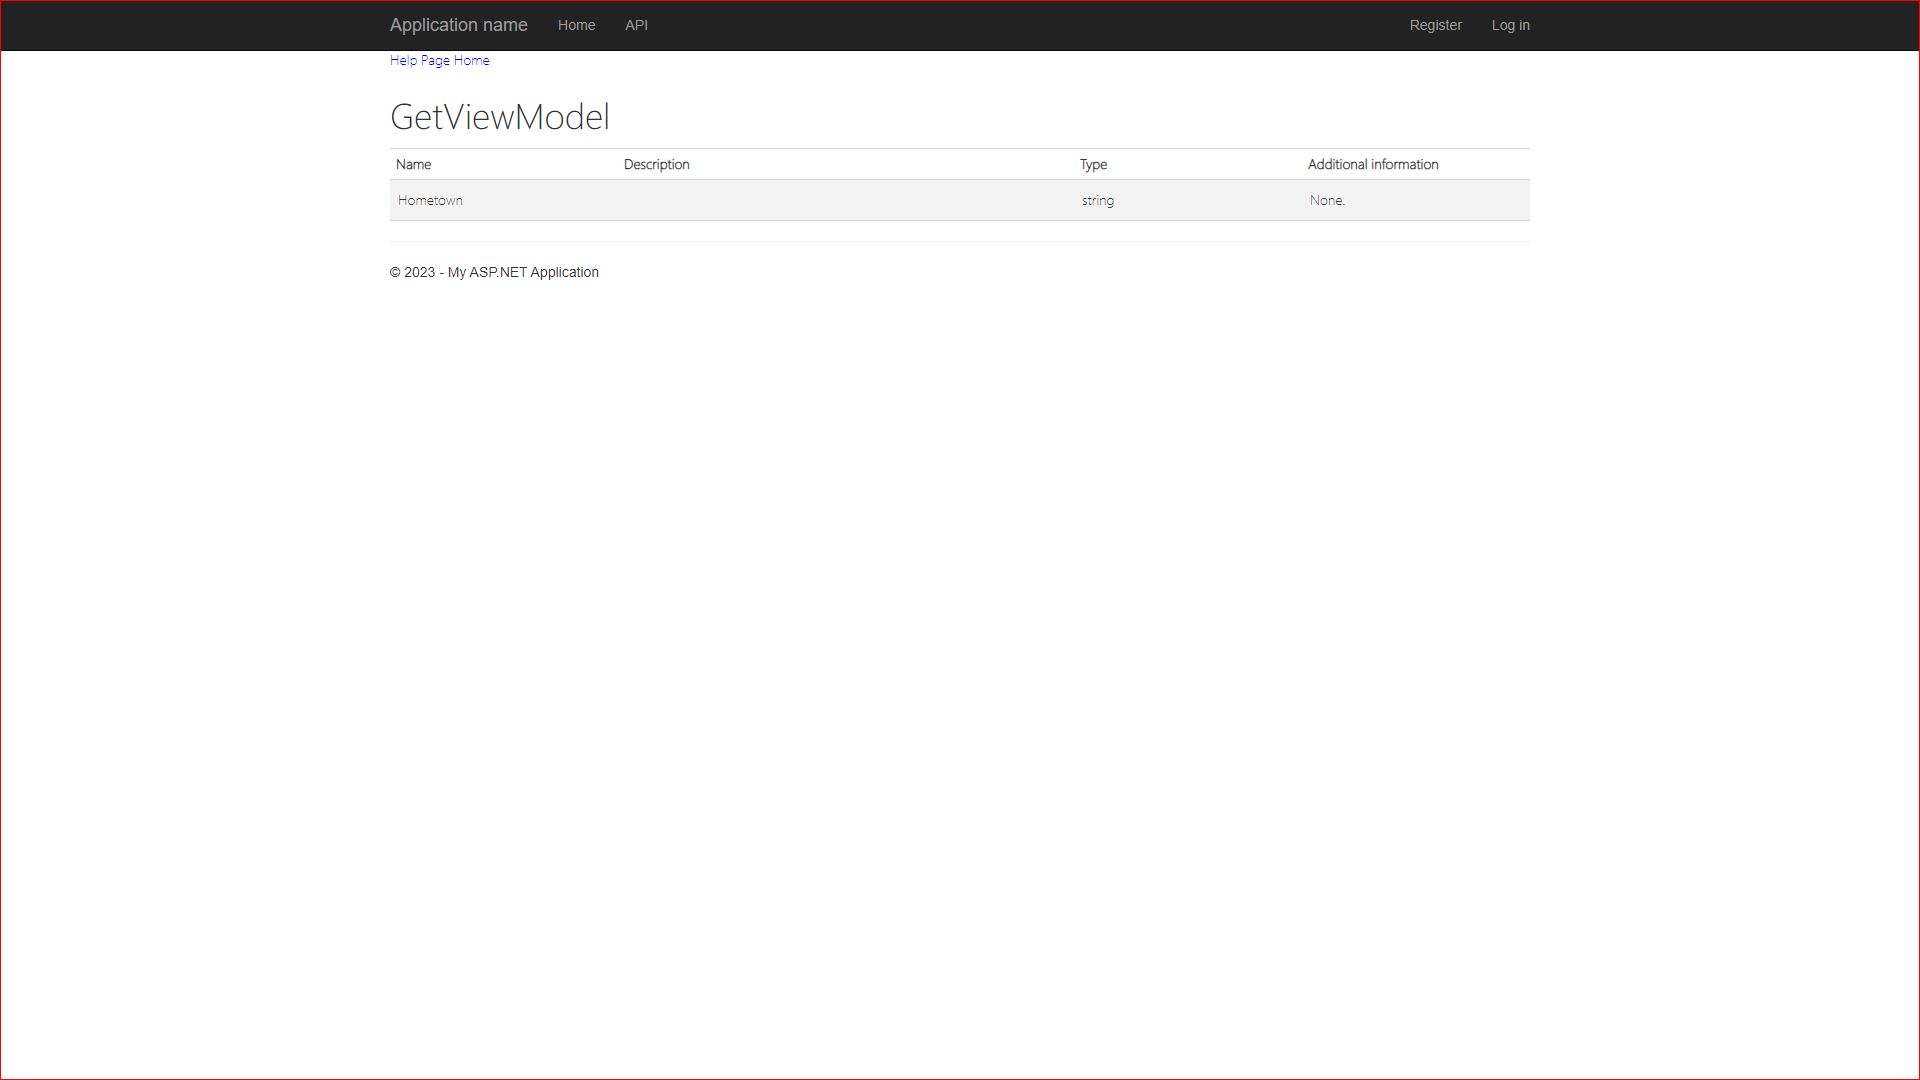 Application name Home API Register Log in
Help Page Home
GetViewModel
Name Description Type Additional information
Hometown string None.
© 2023 - My ASP.NET Application